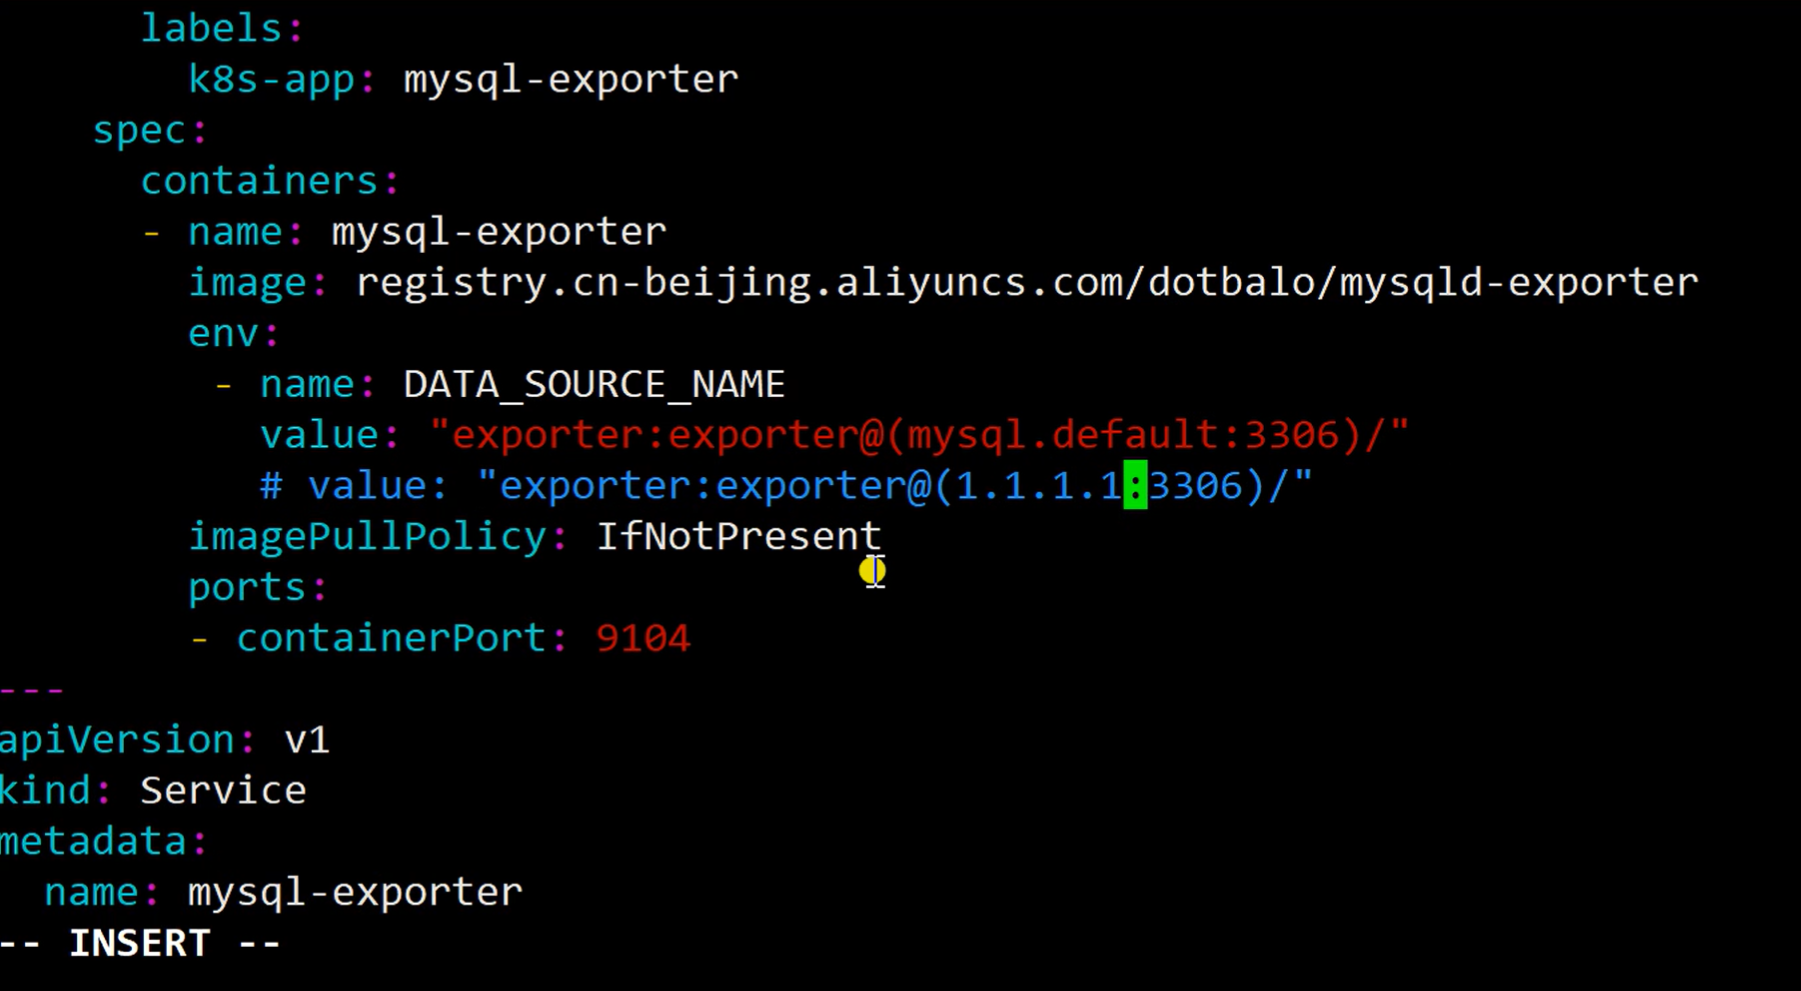 labels:
k8s-app: mysql-exporter
spec:
containers:
- name: mysql-exporter
image: registry.cn-beijing.aliyuncs.com/dotbalo/mysqld-exporter
env:
- name: DATA_SOURCE_NAME
value: "exporter:exporter@(mysql.default:3306)/"
# value: "exporter:exporter@(1.1.1.1:3306)/"
imagePullPolicy: IfNotPresent
ports:
- containerPort: 9104
---
apiVersion: v1
kind: Service
metadata:
name: mysql-exporter
-- INSERT --